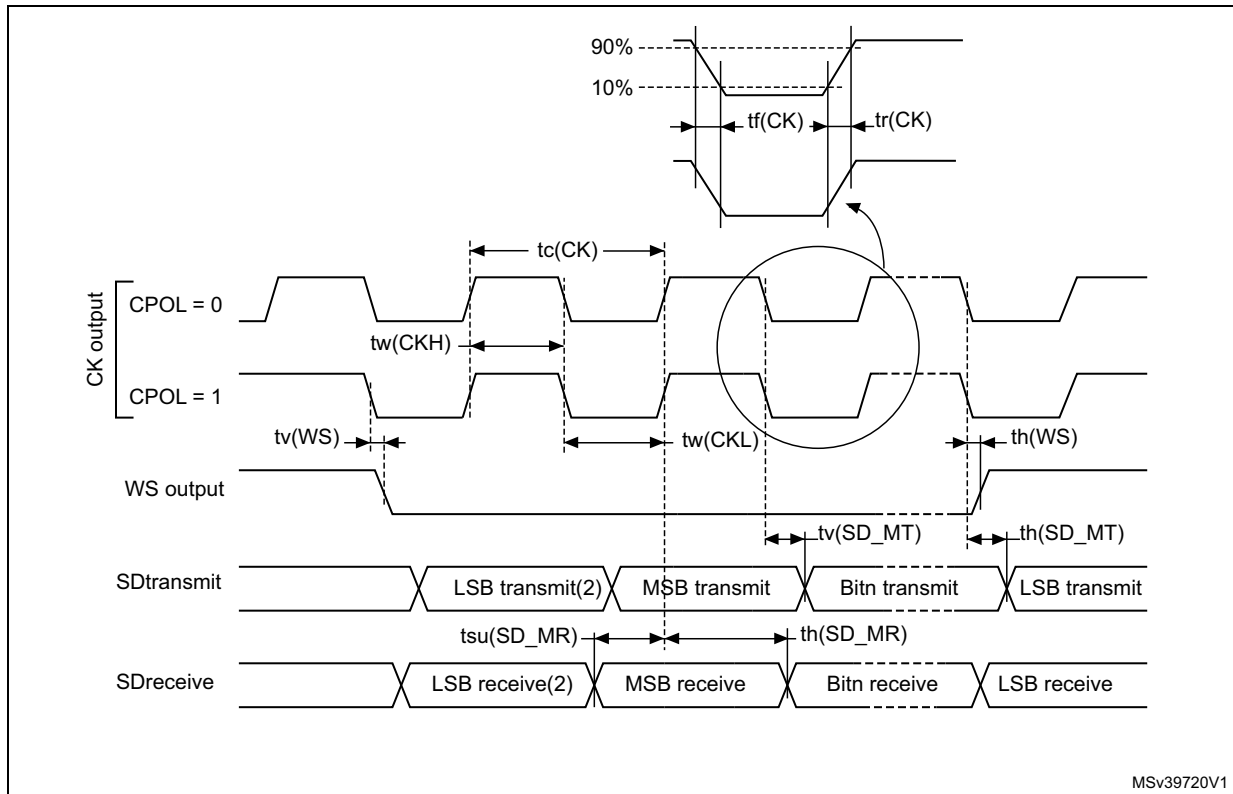 90%
10%
tf(CK)
tr(CK)
tc(CK)
CK output
CPOL = 0
tw(CKH)
CPOL = 1
tv(WS)
tw(CKL)
th(WS)
WS output
tv(SD_MT)
th(SD_MT)
SDtransmit
LSB transmit(2)
MSB transmit
Bitn transmit
LSB transmit
tsu(SD_MR)
th(SD_MR)
SDreceive
LSB receive(2)
MSB receive
Bitn receive
LSB receive
MSv39720V1